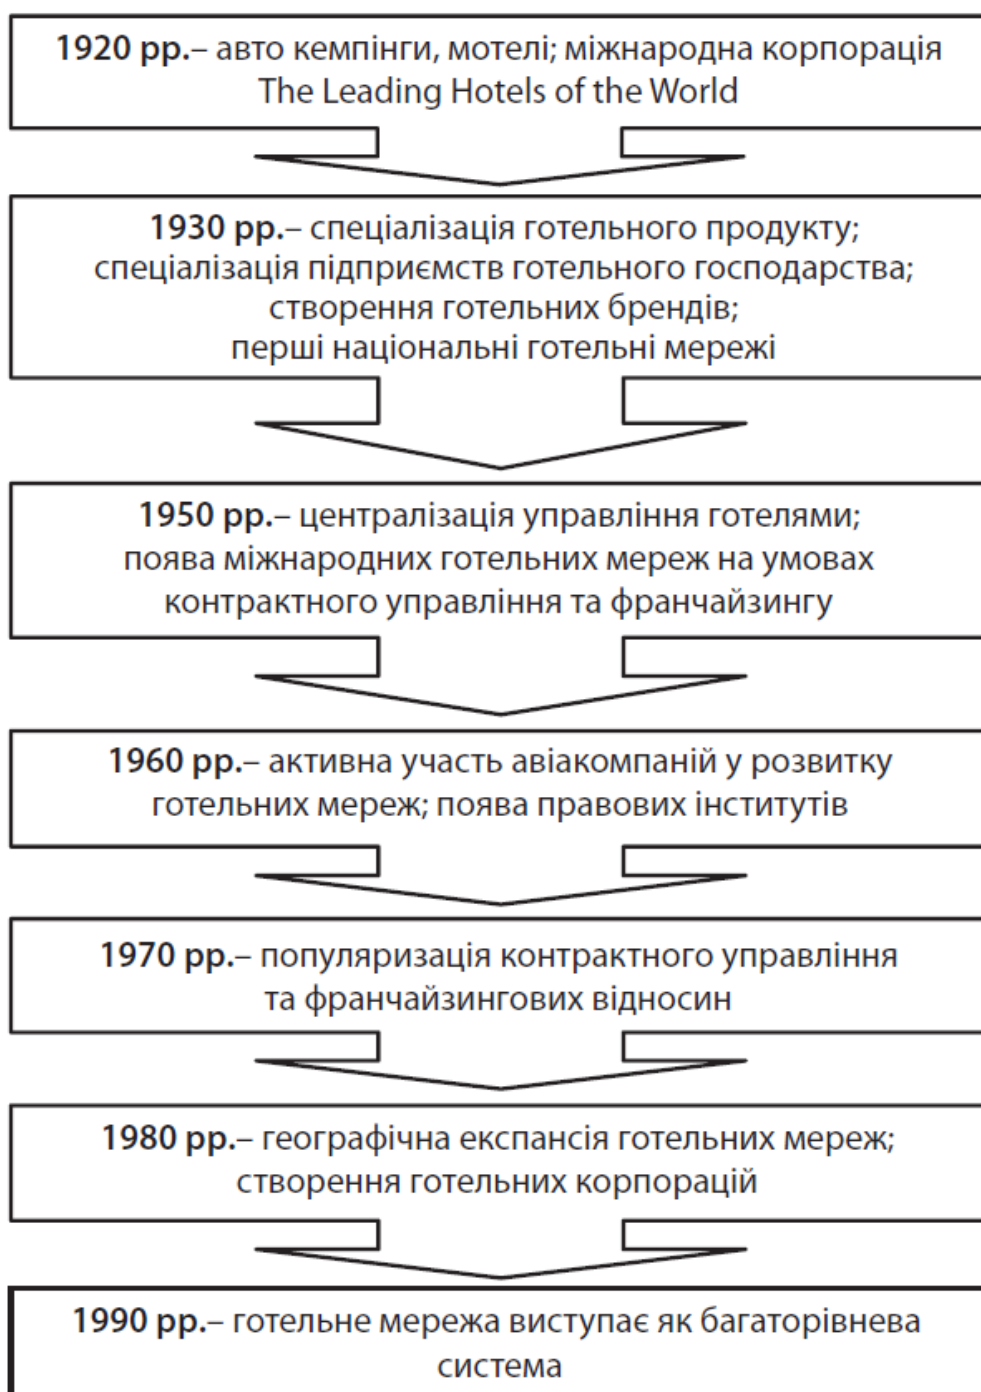 1920 рр.– авто кемпінги, мотелі; міжнародна корпорація
The Leading Hotels of the World
1930 рр.– спеціалізація готельного продукту;
спеціалізація підприємств готельного господарства;
створення готельних брендів;
перші національні готельні мережі
1950 рр.– централізація управління готелями;
поява міжнародних готельних мереж на умовах
контрактного управління та франчайзингу
1960 рр.– активна участь авіакомпаній у розвитку
готельних мереж; поява правових інститутів
1970 рр.– популяризація контрактного управління
та франчайзингових відносин
1980 рр.– географічна експансія готельних мереж;
створення готельних корпорацій
1990 рр.– готельне мережа виступає як багаторівнева
система